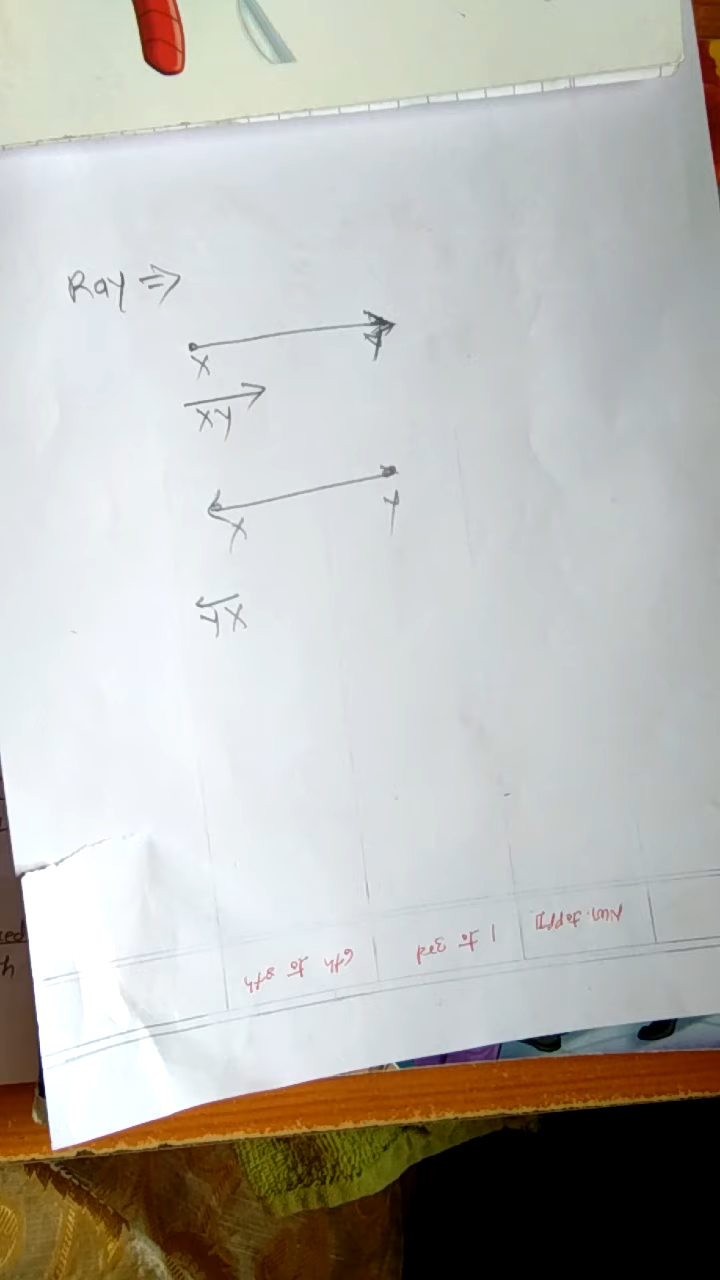 Ray ⇒
X Y
XY
X Y
YX
Nur. to PP II
1 to 3rd
6th to 8th